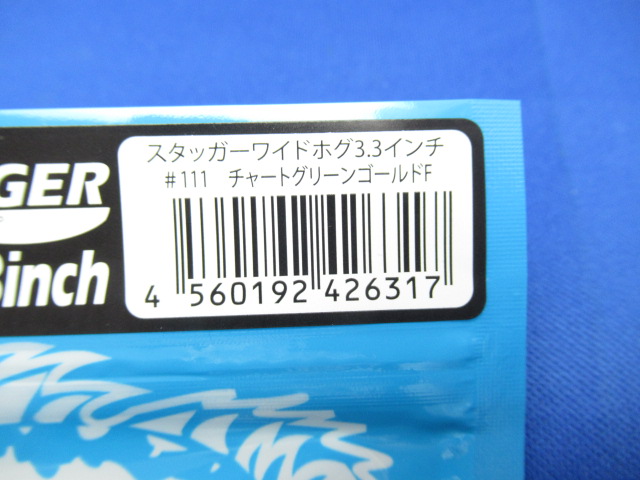 スタッガーワイドホグ3.3インチ
#111 チャートグリーンゴールドF
GER
inch
4 560192 426317